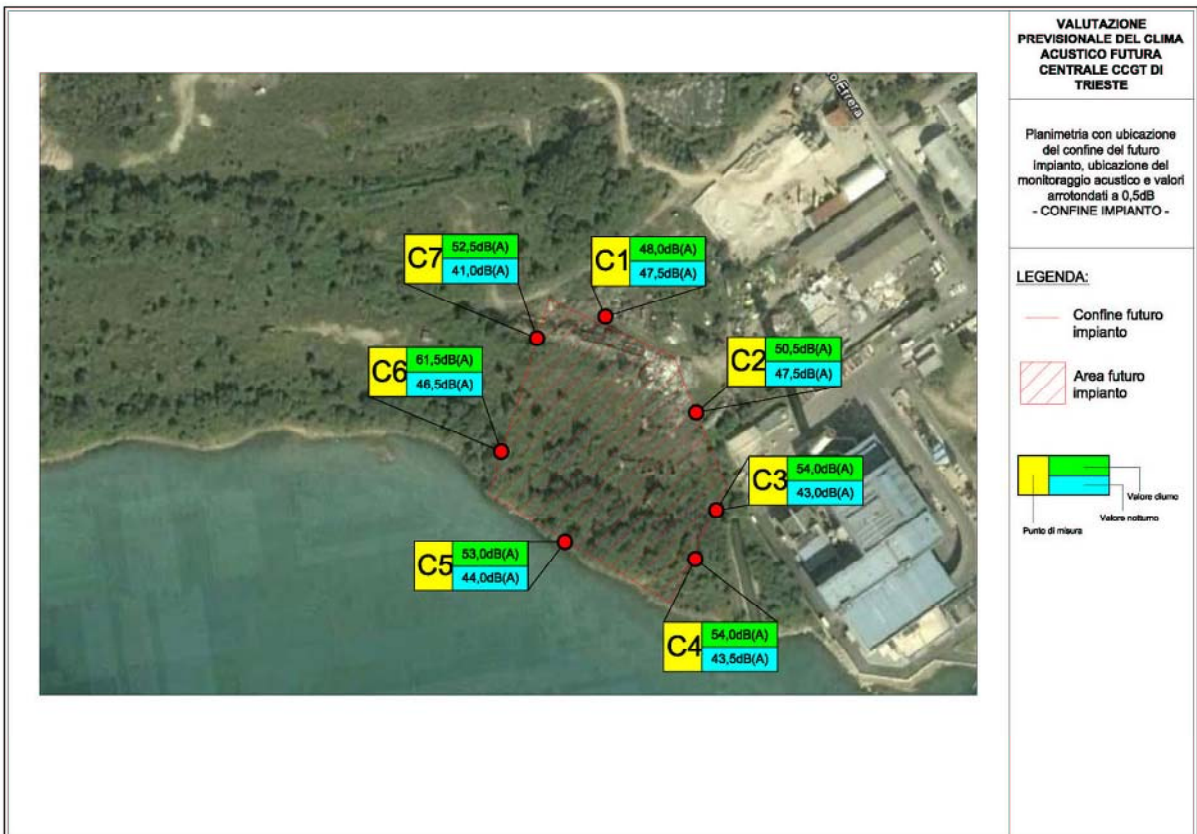 VALUTAZIONE
PREVISIONALE DEL CLIMA
ACUSTICO FUTURA
CENTRALE CCGT DI
TRIESTE
Planimetria con ubicazione
del confine del futuro
impianto, ubicazione del
monitoraggio acustico e valori
arrotondati a 0,5dB
- CONFINE IMPIANTO -
LEGENDA:
Confine futuro
impianto
Area futuro
impianto
Valore diurno
Valore notturno
Punto di misura
Errera
C7
52,5dB(A)
41,0dB(A)
C1
48,0dB(A)
47,5dB(A)
C6
61,5dB(A)
46,5dB(A)
C2
50,5dB(A)
47,5dB(A)
C3
54,0dB(A)
43,0dB(A)
C5
53,0dB(A)
44,0dB(A)
C4
54,0dB(A)
43,5dB(A)